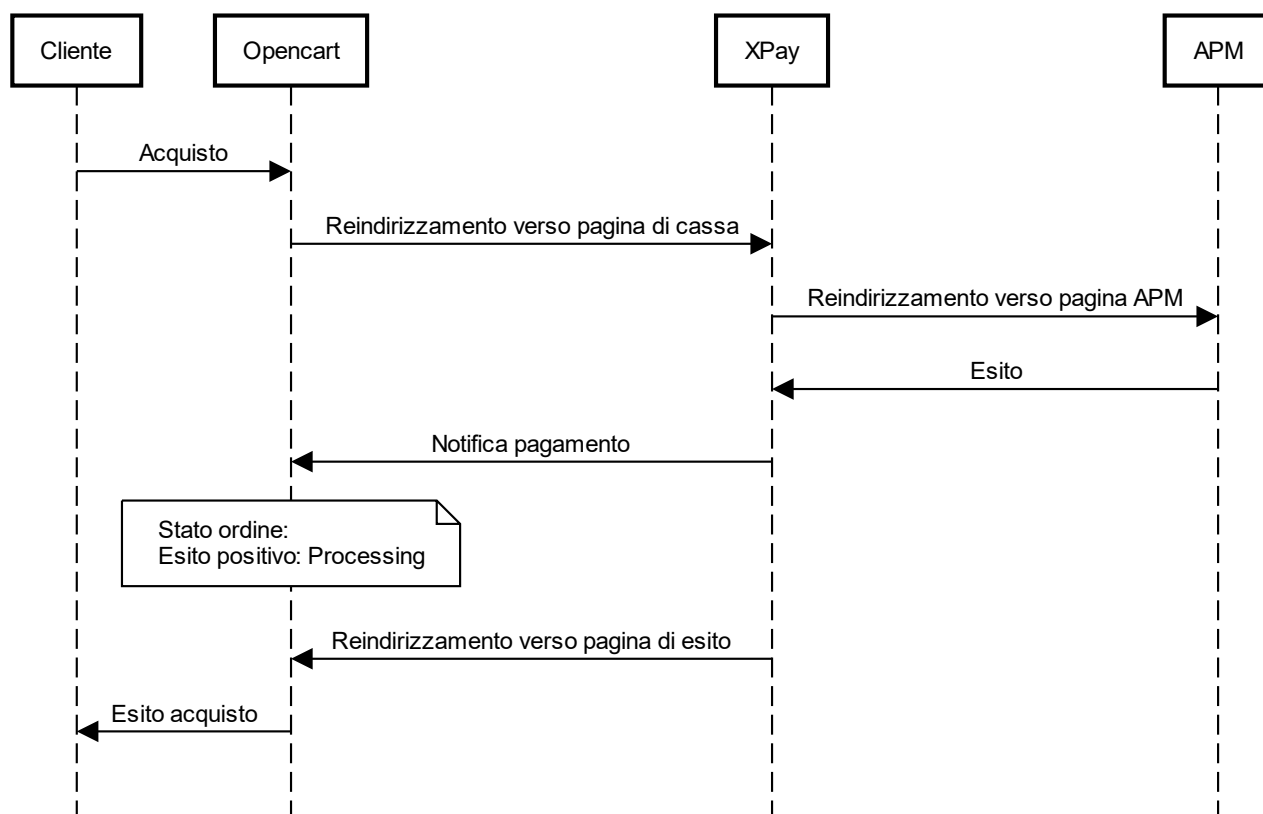 Cliente
Opencart
XPay
APM
Acquisto
Reindirizzamento verso pagina di cassa
Reindirizzamento verso pagina APM
Esito
Notifica pagamento
Stato ordine:
Esito positivo: Processing
Reindirizzamento verso pagina di esito
Esito acquisto